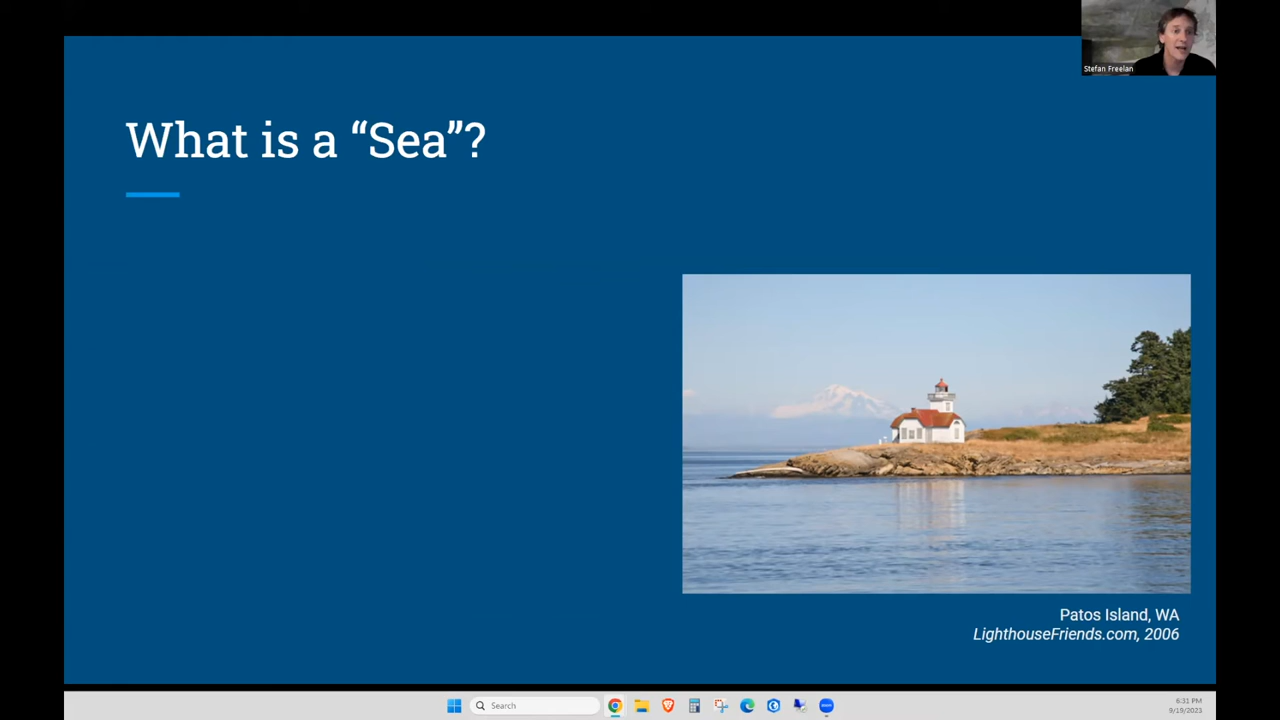 Stefan Freelan
What is a “Sea”?
Patos Island, WA
LighthouseFriends.com, 2006
Search
6:31 PM
9/19/2023